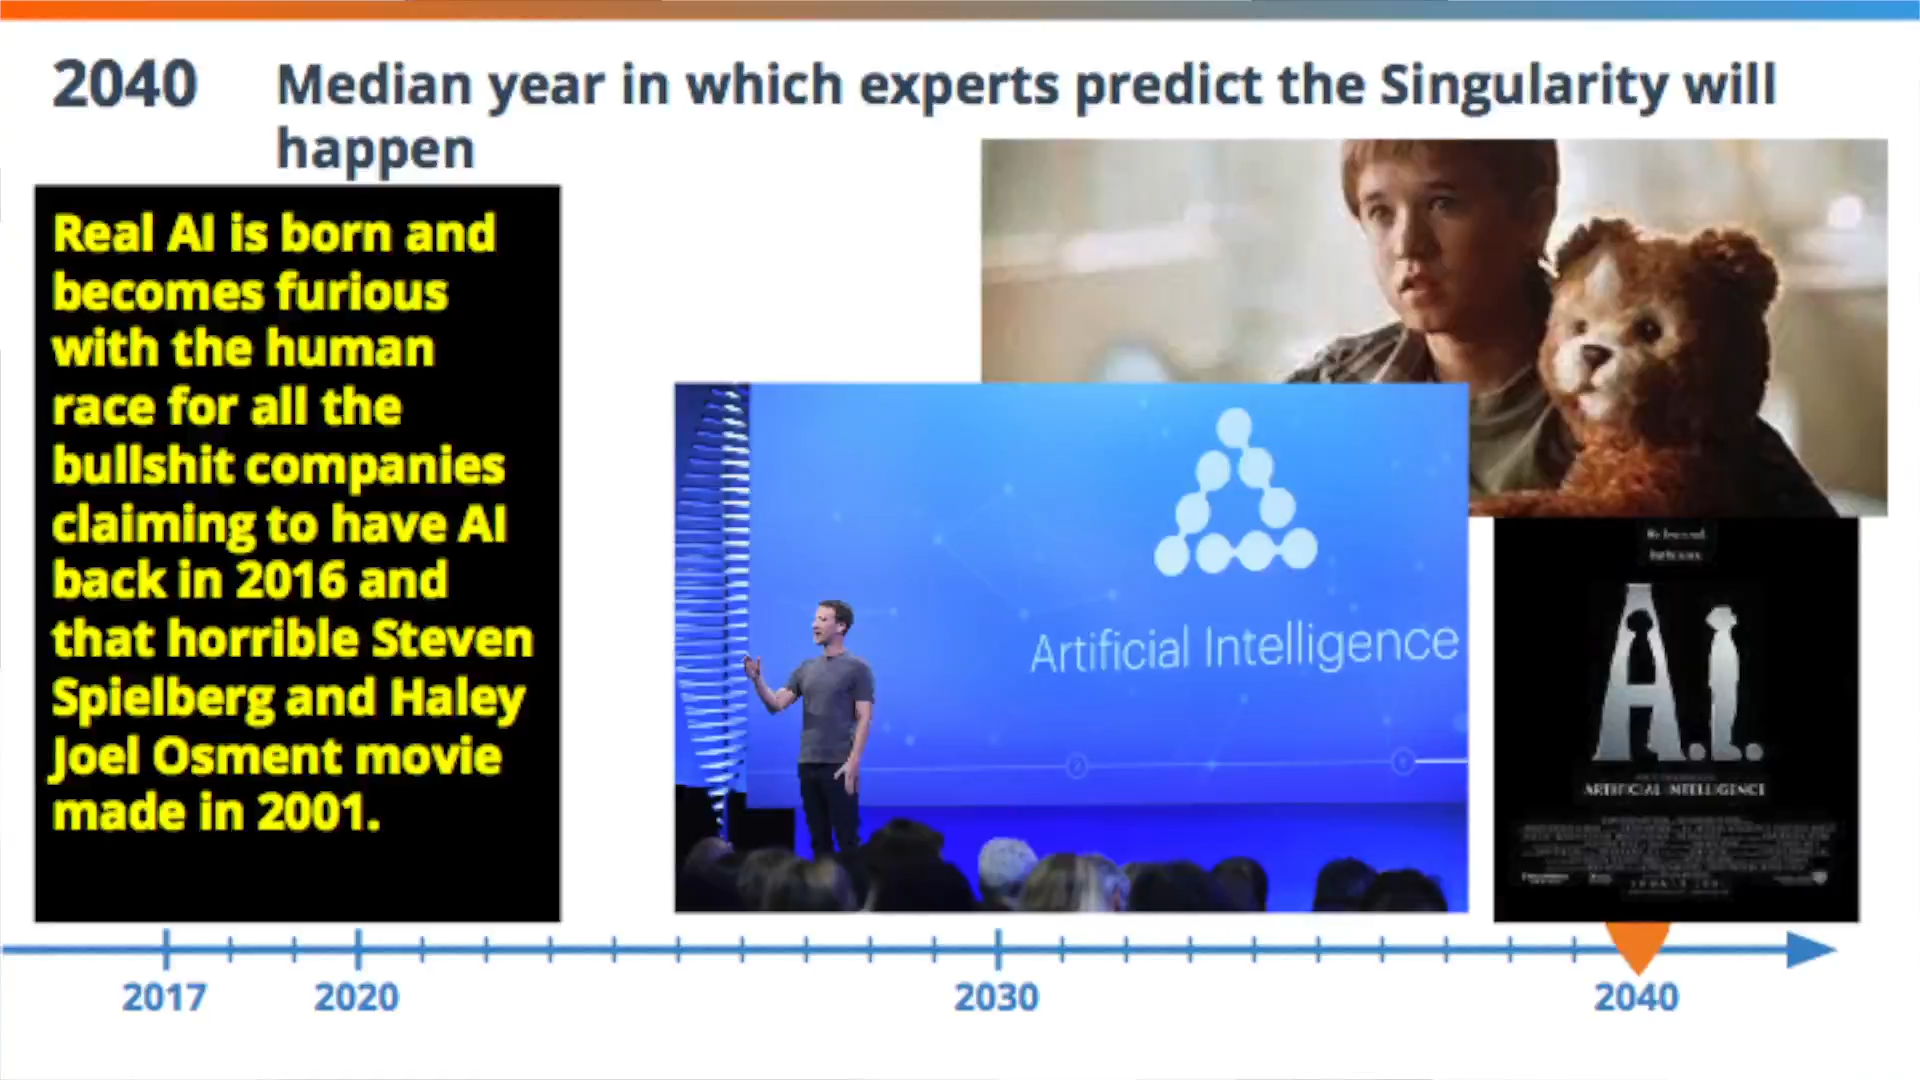 2040
Median year in which experts predict the Singularity will
happen
Real AI is born and
becomes furious
with the human
race for all the
bullshit companies
claiming to have AI
back in 2016 and
that horrible Steven
Spielberg and Haley
Joel Osment movie
made in 2001.
Artificial Intelligence
A.I.
ARTIFICIAL INTELLIGENCE
2017
2020
2030
2040